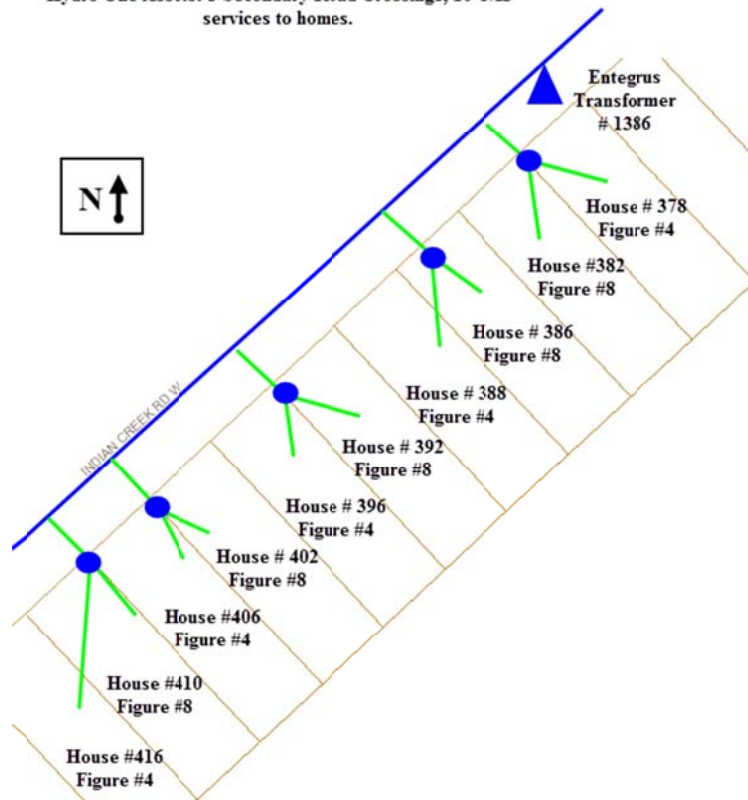 services to homes.
Entegrus
Transformer
# 1386
N
House # 378
Figure #4
House #382
Figure #8
House # 386
Figure #8
House # 388
Figure #4
INDIAN CREEK RD W
House # 392
Figure #8
House # 396
Figure #4
House # 402
Figure #8
House #406
Figure #4
House #410
Figure #8
House #416
Figure #4